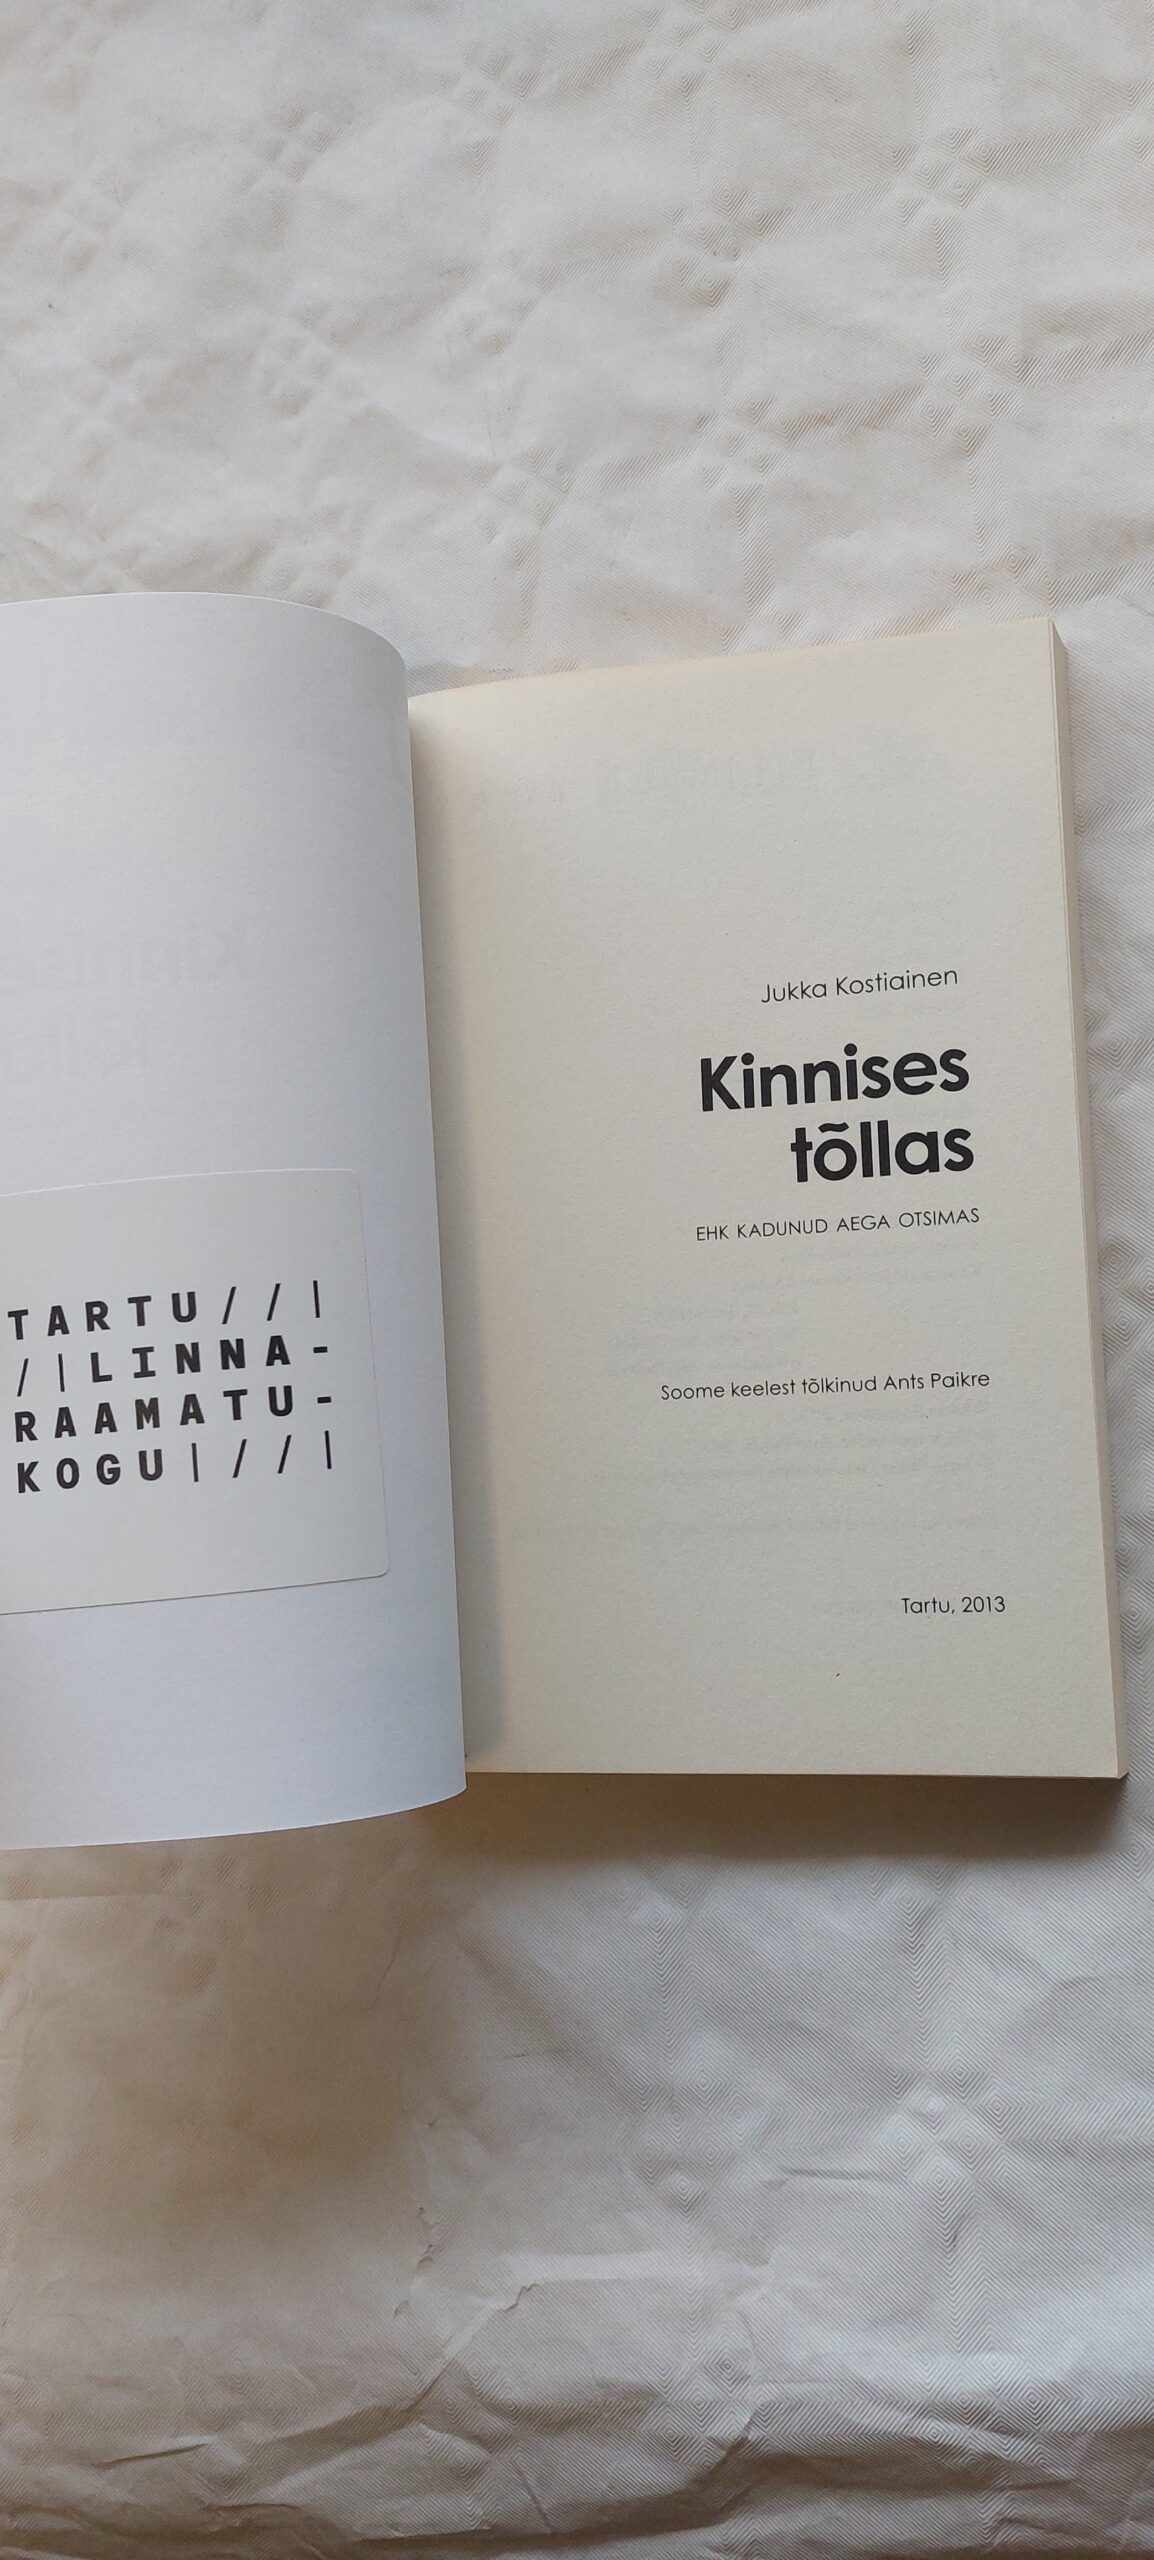 TARTU//|
/|LINNA-
RAAMATU-
KOGU|//|
Jukka Kostiainen
Kinnises
tõllas
EHK KADUNUD AEGA OTSIMAS
Soome keelest tõlkinud Ants Paikre
Tartu, 2013